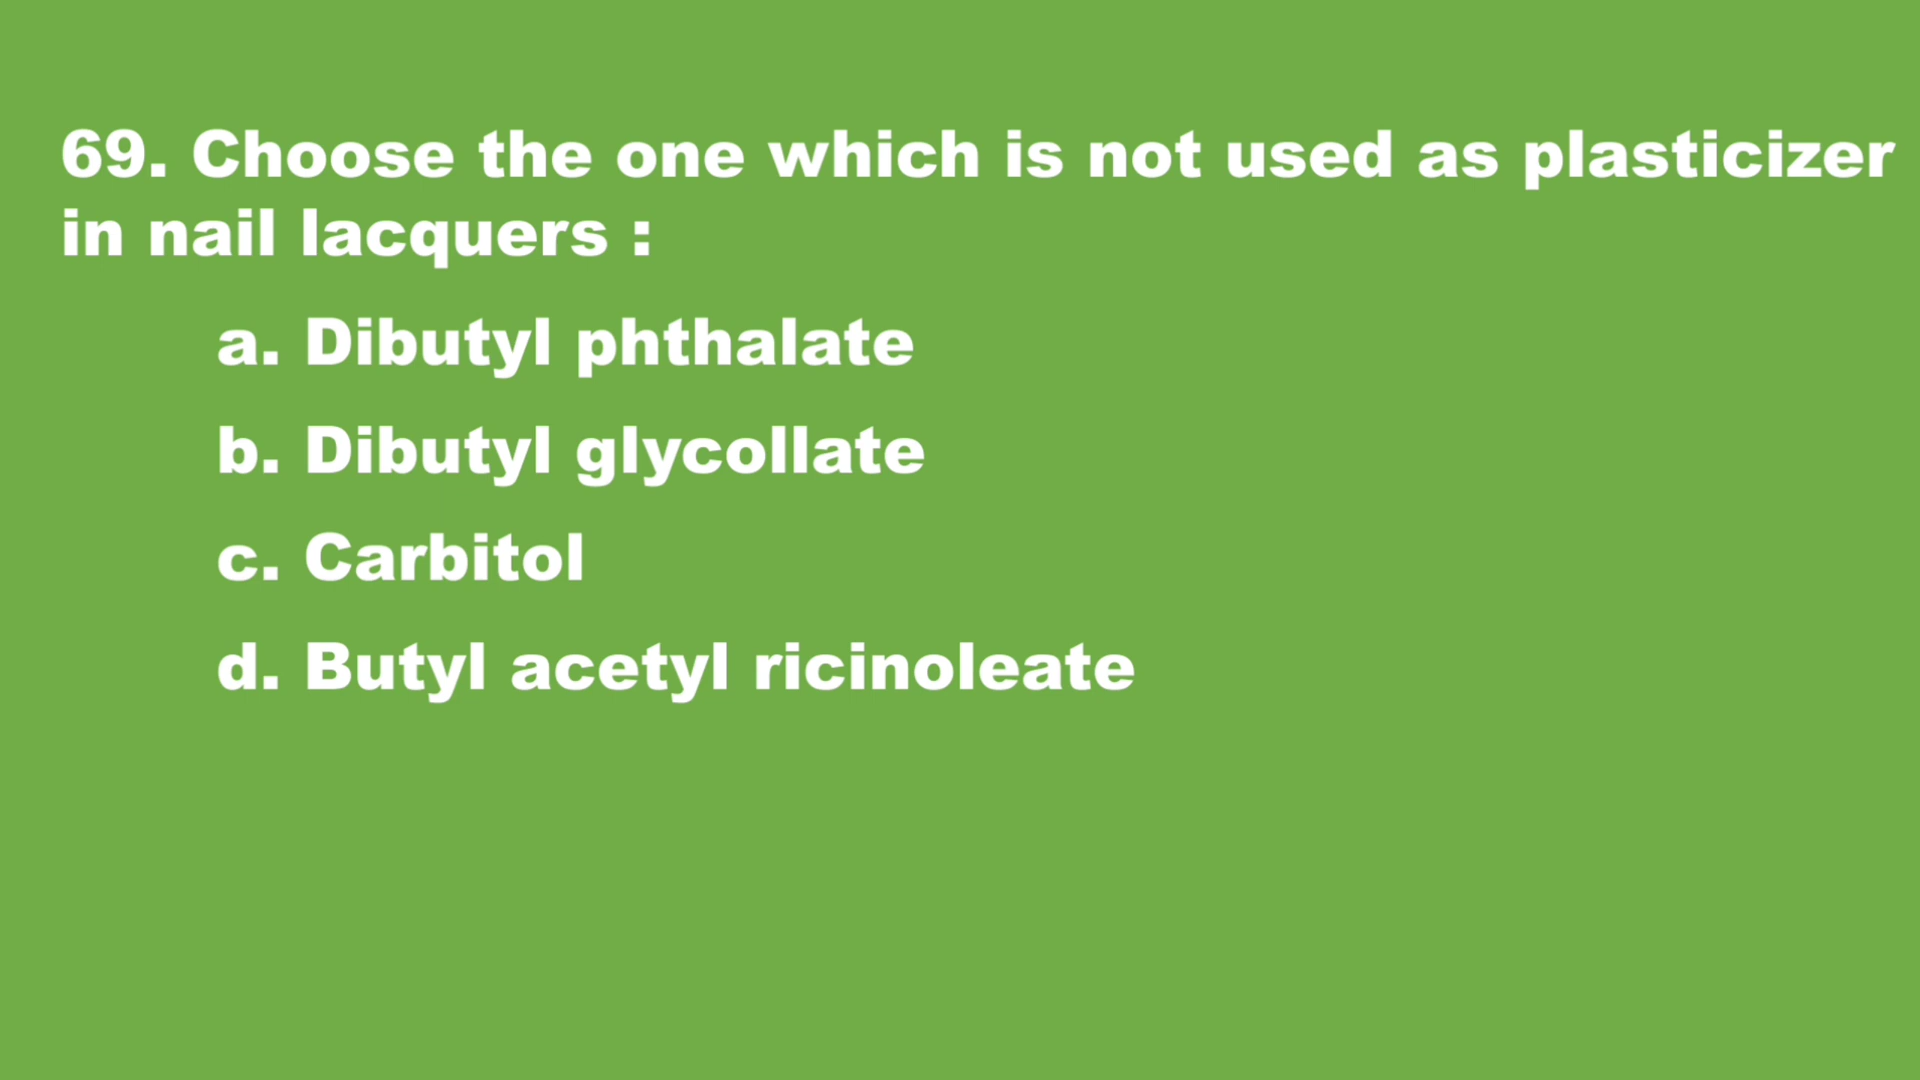 69. Choose the one which is not used as plasticizer
in nail lacquers :
a. Dibutyl phthalate
b. Dibutyl glycollate
c. Carbitol
d. Butyl acetyl ricinoleate